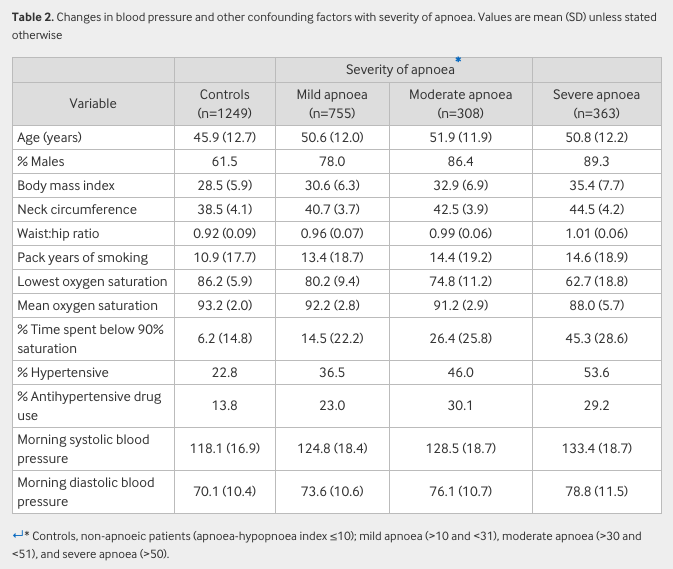 Table 2. Changes in blood pressure and other confounding factors with severity of apnoea. Values are mean (SD) unless stated
otherwise
Severity of apnoea*
Variable Controls (n=1249) Mild apnoea (n=755) Moderate apnoea (n=308) Severe apnoea (n=363)
Age (years) 45.9 (12.7) 50.6 (12.0) 51.9 (11.9) 50.8 (12.2)
% Males 61.5 78.0 86.4 89.3
Body mass index 28.5 (5.9) 30.6 (6.3) 32.9 (6.9) 35.4 (7.7)
Neck circumference 38.5 (4.1) 40.7 (3.7) 42.5 (3.9) 44.5 (4.2)
Waist:hip ratio 0.92 (0.09) 0.96 (0.07) 0.99 (0.06) 1.01 (0.06)
Pack years of smoking 10.9 (17.7) 13.4 (18.7) 14.4 (19.2) 14.6 (18.9)
Lowest oxygen saturation 86.2 (5.9) 80.2 (9.4) 74.8 (11.2) 62.7 (18.8)
Mean oxygen saturation 93.2 (2.0) 92.2 (2.8) 91.2 (2.9) 88.0 (5.7)
% Time spent below 90% saturation 6.2 (14.8) 14.5 (22.2) 26.4 (25.8) 45.3 (28.6)
% Hypertensive 22.8 36.5 46.0 53.6
% Antihypertensive drug use 13.8 23.0 30.1 29.2
Morning systolic blood pressure 118.1 (16.9) 124.8 (18.4) 128.5 (18.7) 133.4 (18.7)
Morning diastolic blood pressure 70.1 (10.4) 73.6 (10.6) 76.1 (10.7) 78.8 (11.5)
↵* Controls, non-apnoeic patients (apnoea-hypopnoea index ≤10); mild apnoea (>10 and <31), moderate apnoea (>30 and
<51), and severe apnoea (>50).